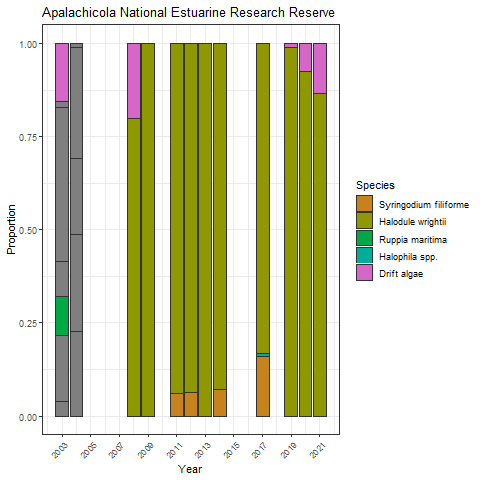 Apalachicola National Estuarine Research Reserve
1.00
0.75
0.50
0.25
0.00
Proportion
2003
2005
2007
2009
2011
2013
2015
2017
2019
2021
Year
Species
Syringodium filiforme
Halodule wrightii
Ruppia maritima
Halophila spp.
Drift algae